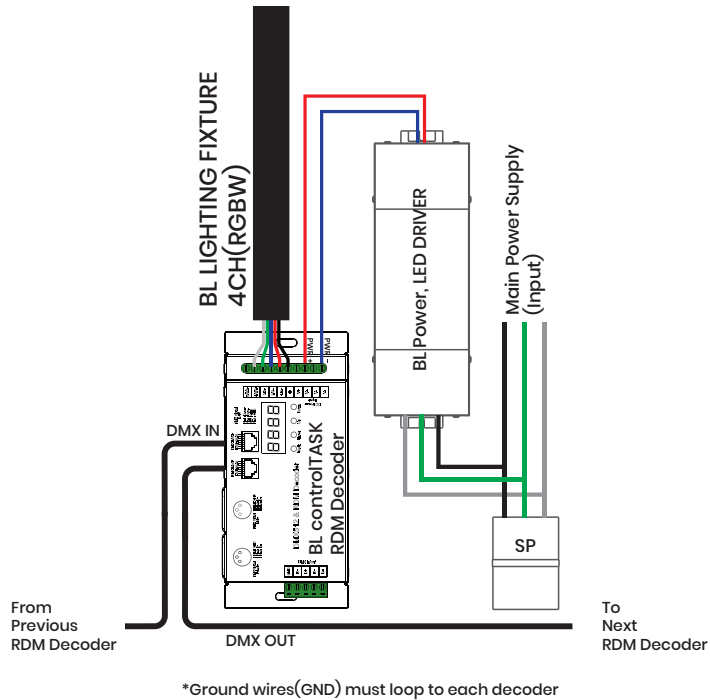 BL LIGHTING FIXTURE
4CH(RGBW)
BL Power, LED DRIVER
Main Power Supply
(Input)
PWR +
PWR -
DMX IN
BL controlTASK
RDM Decoder
SP
From
Previous
RDM Decoder
DMX OUT
To
Next
RDM Decoder
*Ground wires(GND) must loop to each decoder